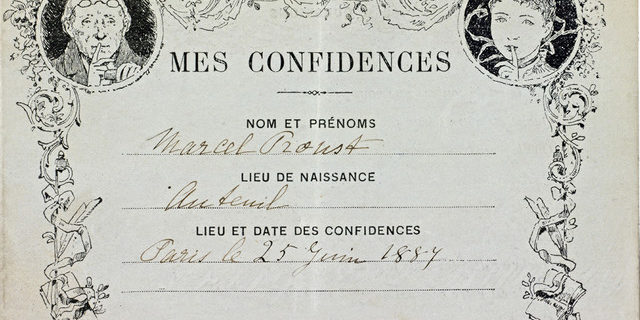 MES CONFIDENCES
NOM ET PRÉNOMS
Marcel Proust
LIEU DE NAISSANCE
Auteuil
LIEU ET DATE DES CONFIDENCES
Paris le 25 Juin 1887